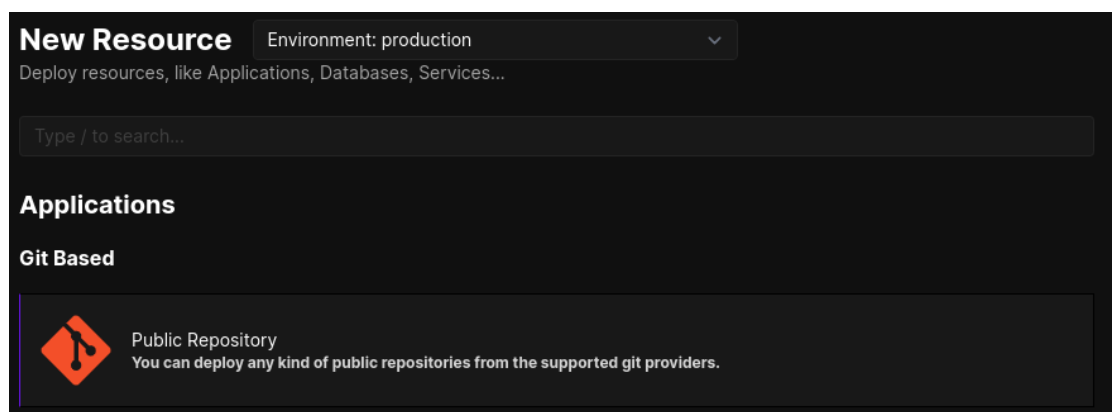 New Resource
Environment: production
Deploy resources, like Applications, Databases, Services...
Type / to search...
Applications
Git Based
Public Repository
You can deploy any kind of public repositories from the supported git providers.